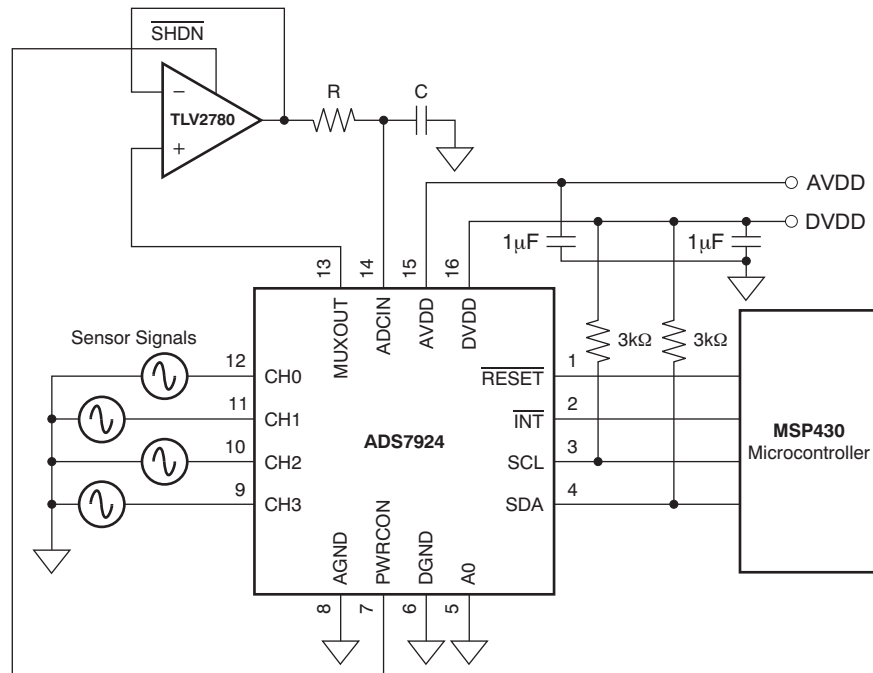 SHDN
−
TLV2780
+
R
C
AVDD
DVDD
1μF
1μF
13
14
15
16
MUXOUT
ADCIN
AVDD
DVDD
3kΩ
3kΩ
Sensor Signals
12
CH0
11
CH1
10
CH2
9
CH3
ADS7924
RESET
1
INT
2
SCL
3
SDA
4
MSP430
Microcontroller
AGND
PWRCON
DGND
A0
8
7
6
5